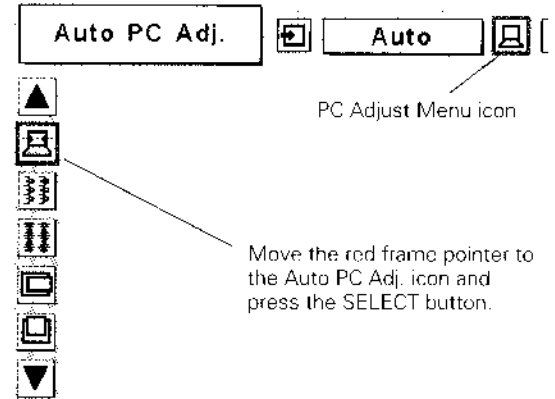 Auto PC Adj.
Auto
PC Adjust Menu icon
Move the red frame pointer to
the Auto PC Adj. icon and
press the SELECT button.